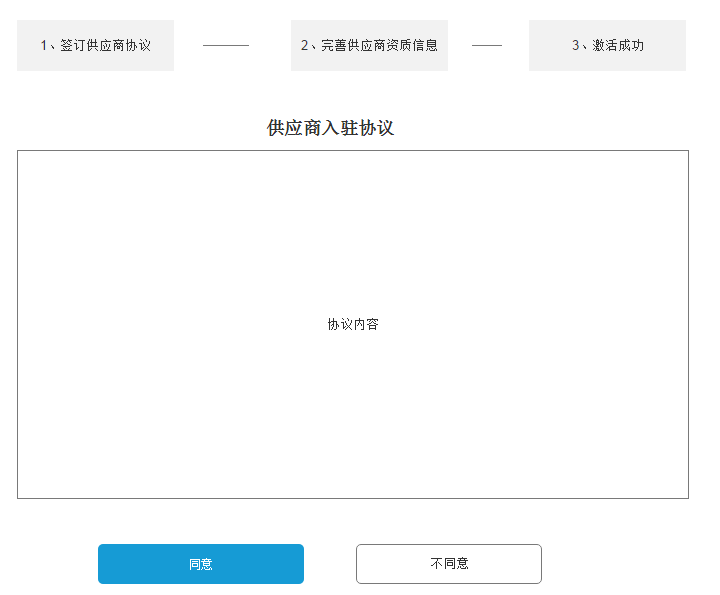 1、签订供应商协议
2、完善供应商资质信息
3、激活成功
供应商入驻协议
协议内容
同意
不同意